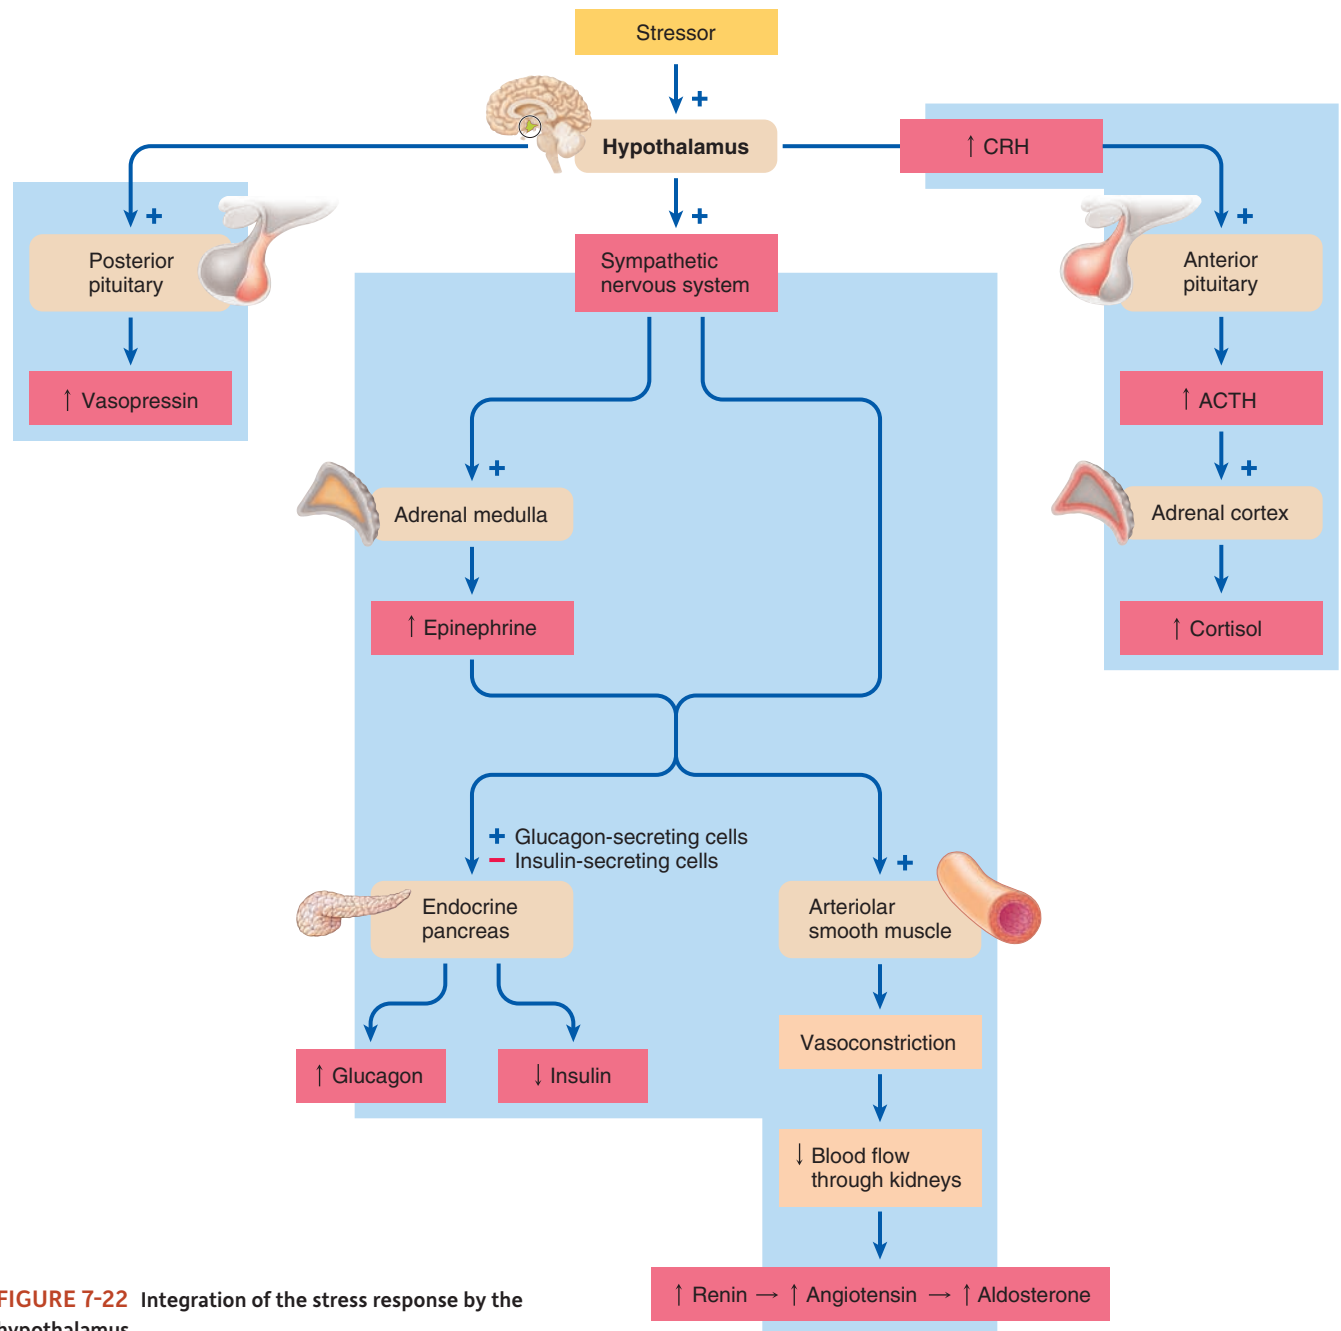 Stressor
+
Hypothalamus
↑ CRH
+
Posterior
pituitary
↑ Vasopressin
+
Sympathetic
nervous system
+
Anterior
pituitary
↑ ACTH
+
Adrenal cortex
↑ Cortisol
+
Adrenal medulla
↑ Epinephrine
+ Glucagon-secreting cells
− Insulin-secreting cells
Endocrine
pancreas
↑ Glucagon
↓ Insulin
+
Arteriolar
smooth muscle
Vasoconstriction
↓ Blood flow
through kidneys
↑ Renin → ↑ Angiotensin → ↑ Aldosterone
FIGURE 7-22 Integration of the stress response by the
hypothalamus